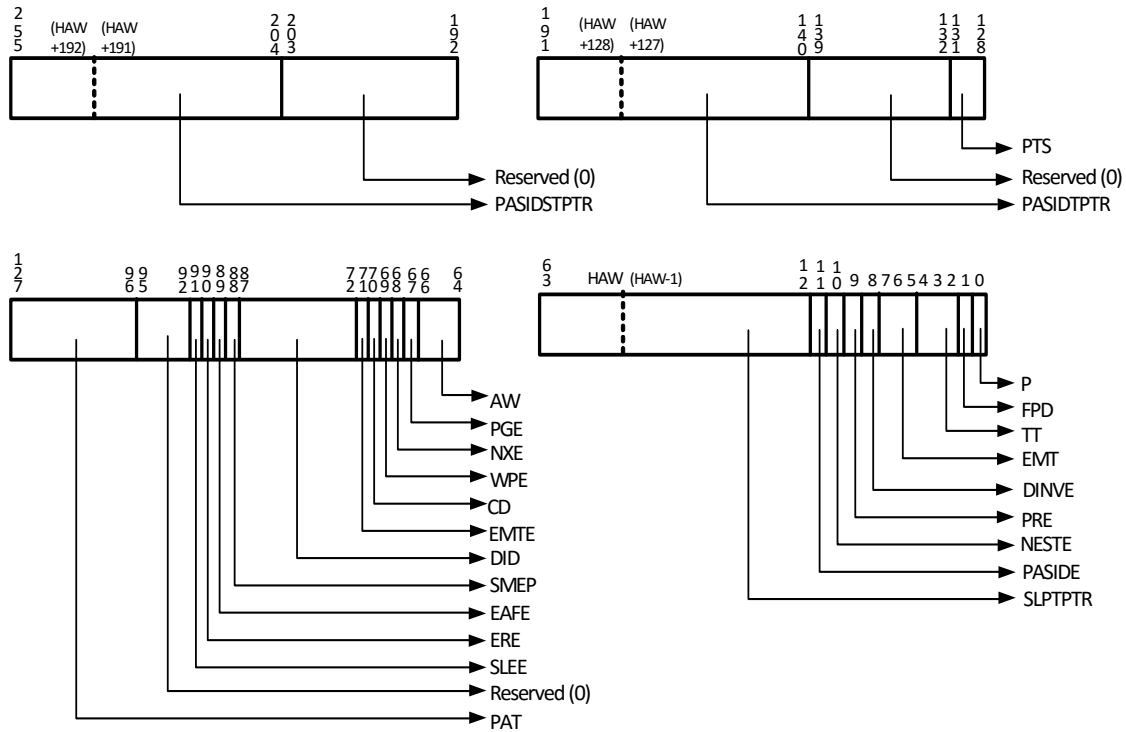 255 (HAW (HAW 204 203 192
+192) +191)
Reserved (0)
PASIDSTPTR
191 (HAW (HAW 140 139 132 131 128
+128) +127)
PTS
Reserved (0)
PASIDTPTR
127 96 95 92 91 90 89 88 87 72 71 70 69 68 67 66 64
AW
PGE
NXE
WPE
CD
EMTE
DID
SMEP
EAFE
ERE
SLEE
Reserved (0)
PAT
63 HAW (HAW-1) 12 11 10 9 8 7 6 5 4 3 2 1 0
P
FPD
TT
EMT
DINVE
PRE
NESTE
PASIDE
SLPTPTR